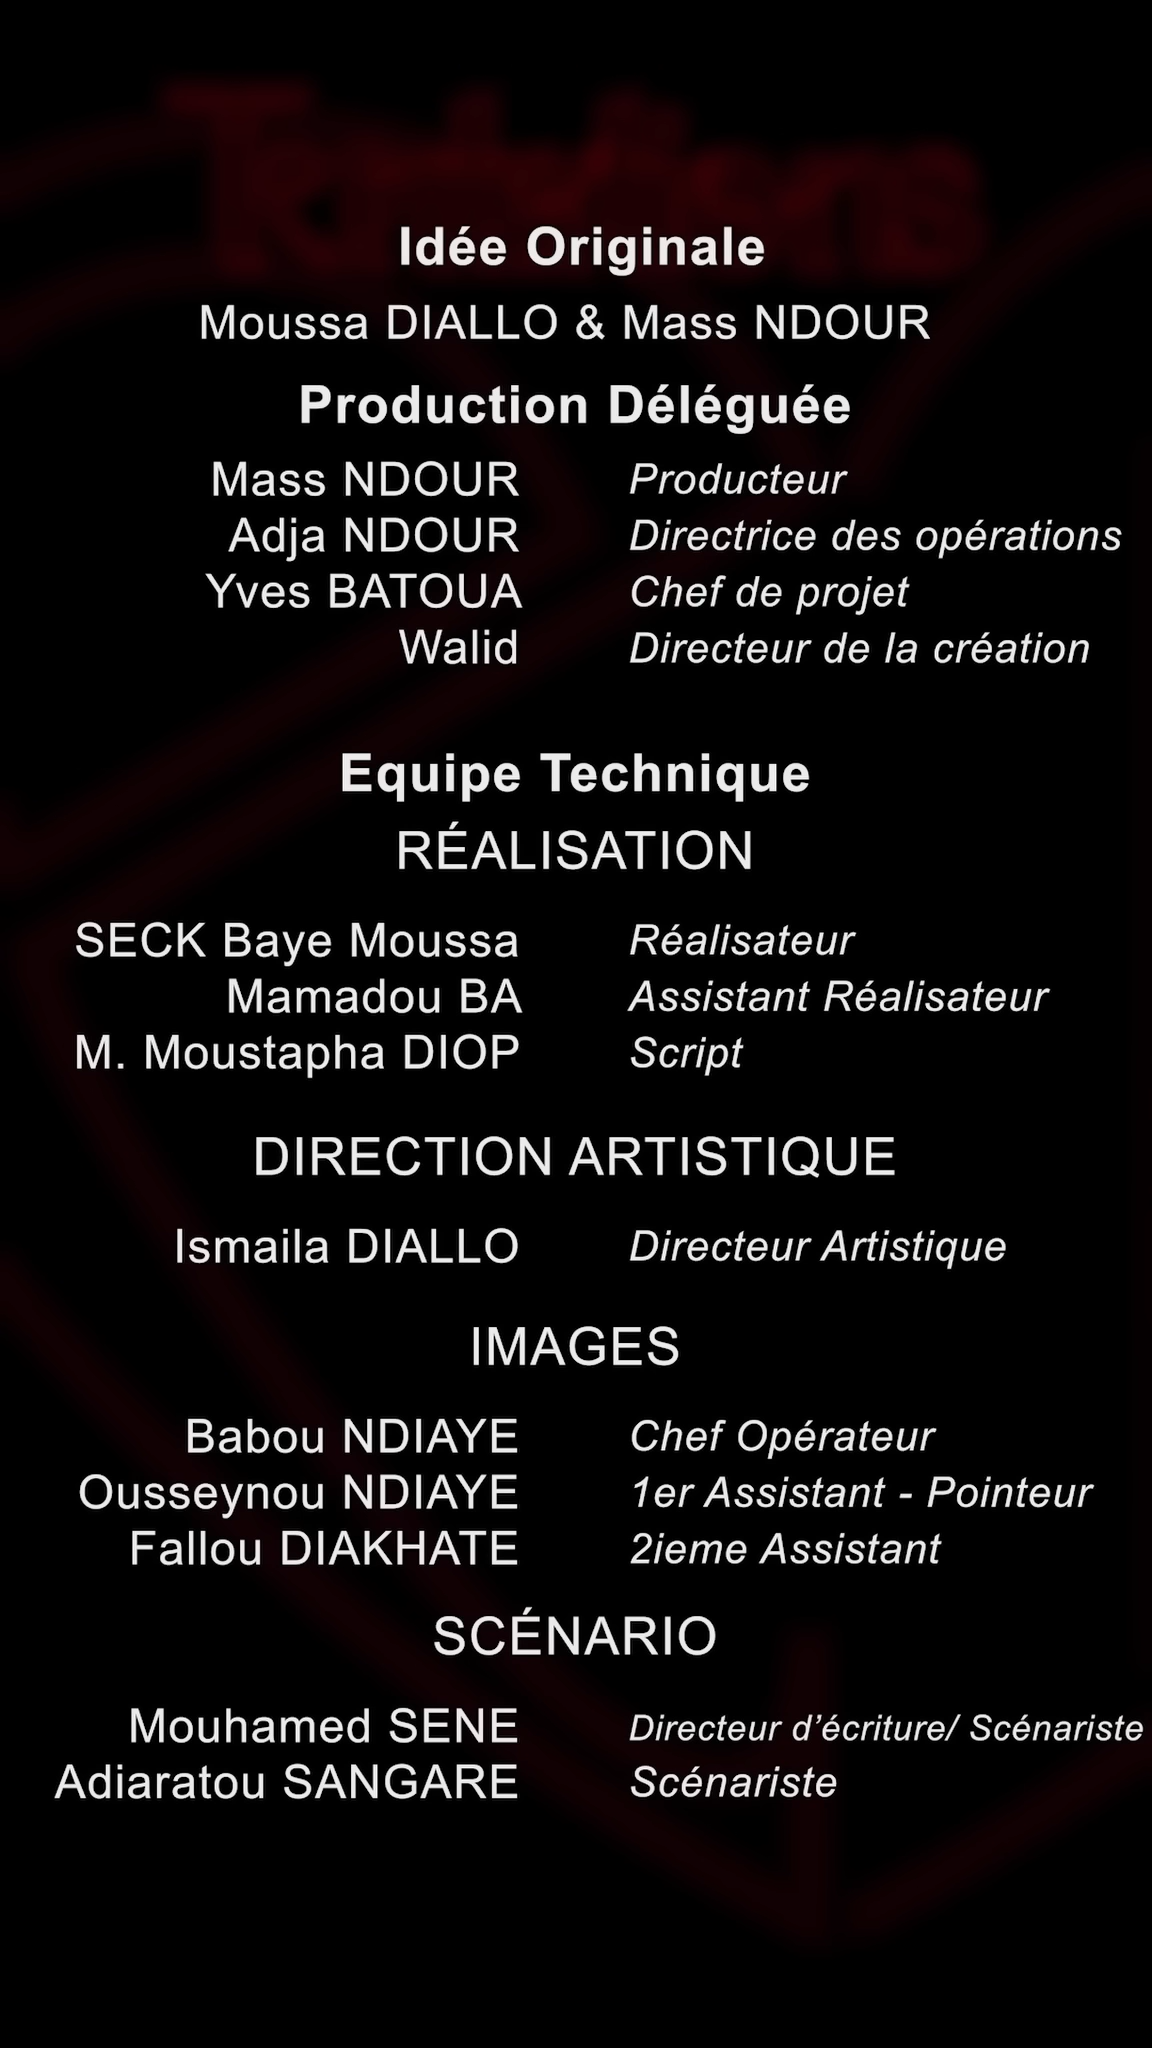 Idée Originale
Moussa DIALLO & Mass NDOUR
Production Déléguée
Mass NDOUR Producteur
Adja NDOUR Directrice des opérations
Yves BATOUA Chef de projet
Walid Directeur de la création
Equipe Technique
RÉALISATION
SECK Baye Moussa Réalisateur
Mamadou BA Assistant Réalisateur
M. Moustapha DIOP Script
DIRECTION ARTISTIQUE
Ismaila DIALLO Directeur Artistique
IMAGES
Babou NDIAYE Chef Opérateur
Ousseynou NDIAYE 1er Assistant - Pointeur
Fallou DIAKHATE 2ieme Assistant
SCÉNARIO
Mouhamed SENE Directeur d’écriture/ Scénariste
Adiaratou SANGARE Scénariste